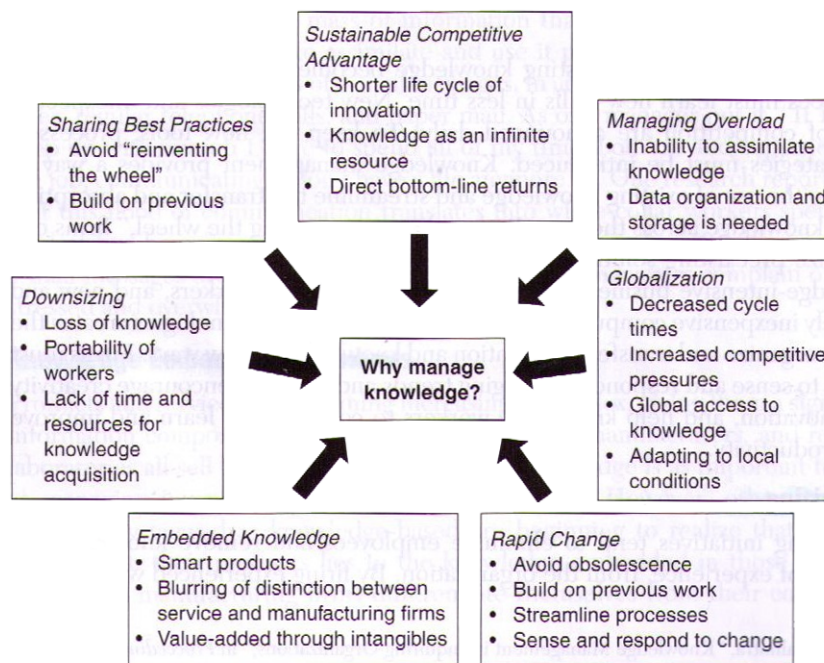 Sustainable Competitive
Advantage
• Shorter life cycle of
innovation
• Knowledge as an infinite
resource
• Direct bottom-line returns
Sharing Best Practices
• Avoid “reinventing
the wheel”
• Build on previous
work
Managing Overload
• Inability to assimilate
knowledge
• Data organization and
storage is needed
Downsizing
• Loss of knowledge
• Portability of
workers
• Lack of time and
resources for
knowledge
acquisition
Why manage
knowledge?
Globalization
• Decreased cycle
times
• Increased competitive
pressures
• Global access to
knowledge
• Adapting to local
conditions
Embedded Knowledge
• Smart products
• Blurring of distinction between
service and manufacturing firms
• Value-added through intangibles
Rapid Change
• Avoid obsolescence
• Build on previous work
• Streamline processes
• Sense and respond to change